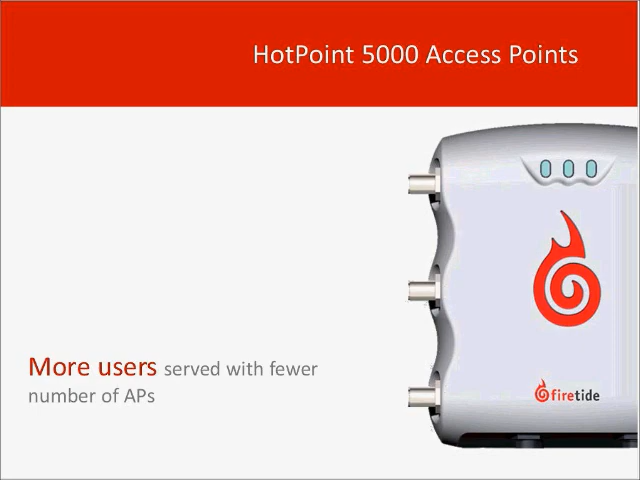 HotPoint 5000 Access Points
More users served with fewer
number of APs
firetide